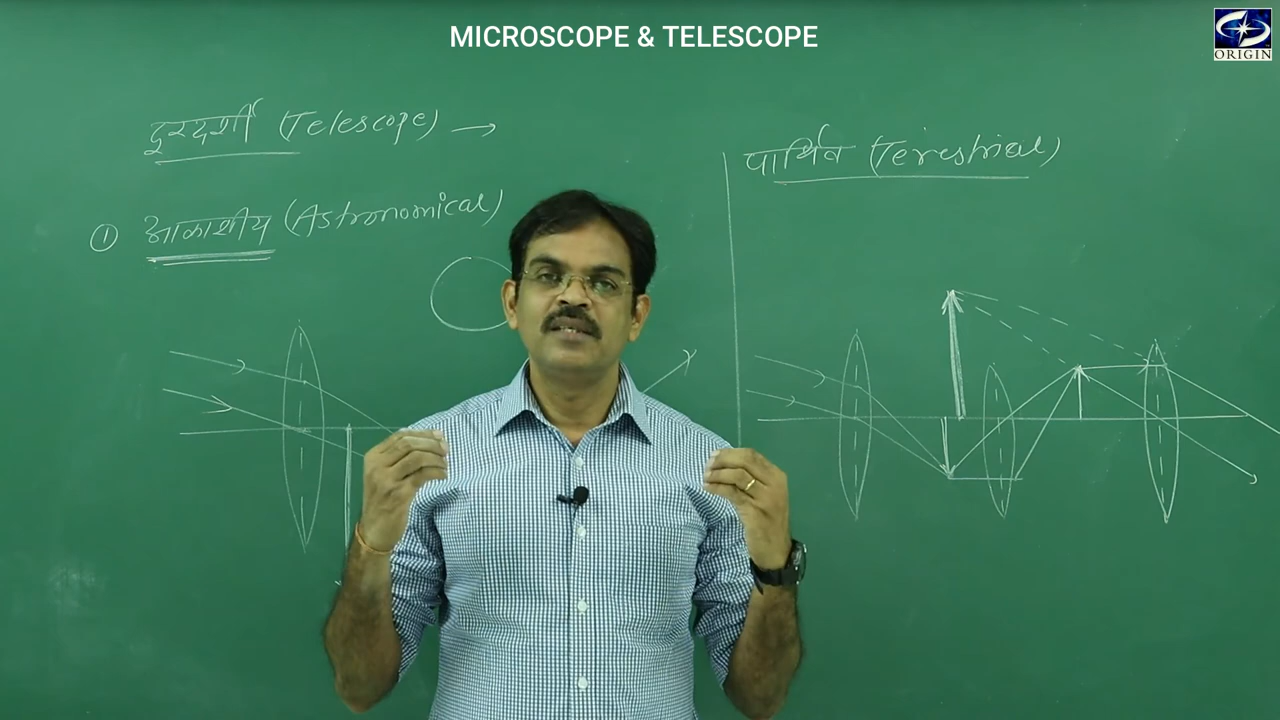 MICROSCOPE & TELESCOPE
ORIGIN
दूरदर्शी (Telescope) →
① आकाशीय (Astronomical)
पार्थिव (Terestrial)